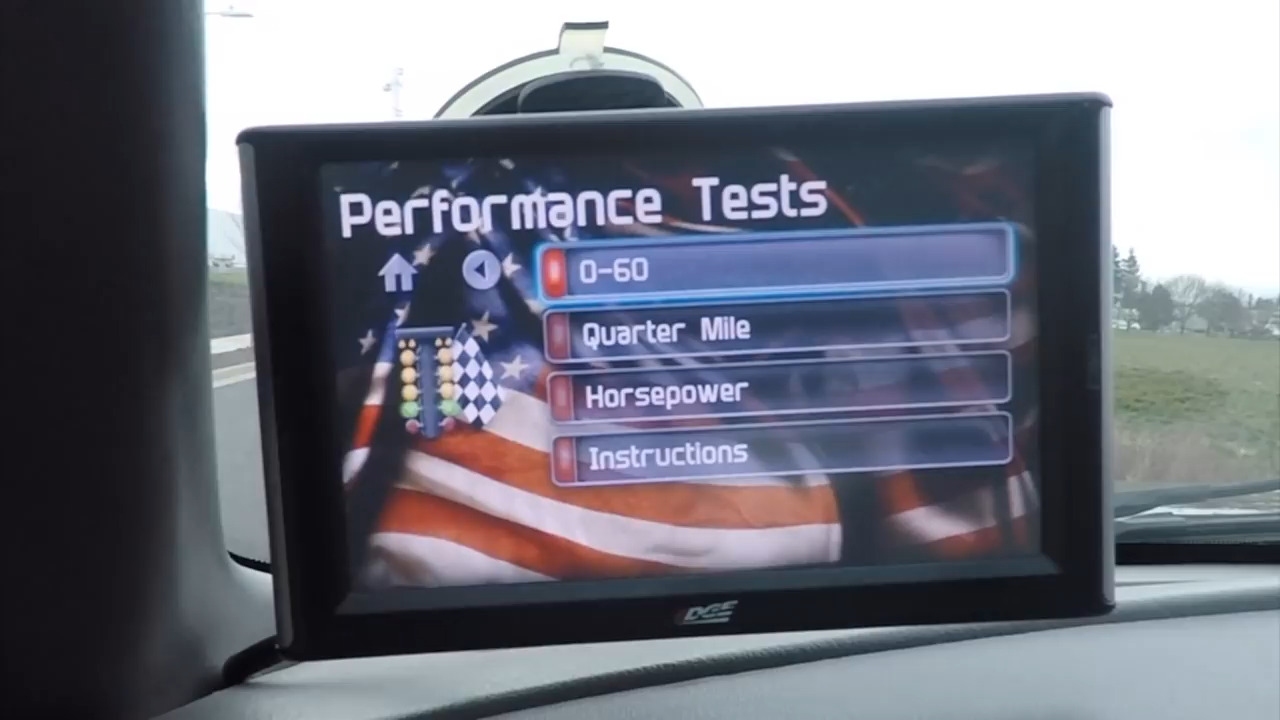 Performance Tests
0-60
Quarter Mile
Horsepower
Instructions